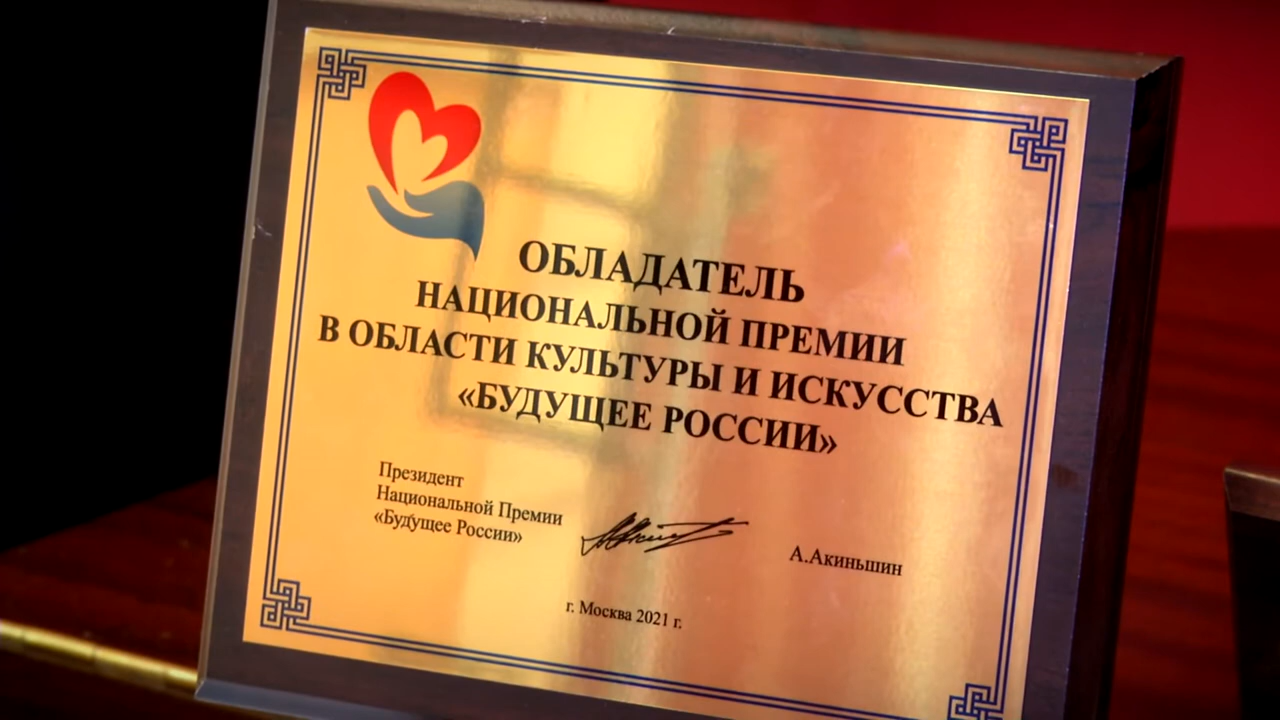 ОБЛАДАТЕЛЬ
НАЦИОНАЛЬНОЙ ПРЕМИИ
В ОБЛАСТИ КУЛЬТУРЫ И ИСКУССТВА
«БУДУЩЕЕ РОССИИ»
Президент
Национальной Премии
«Будущее России»
А.Акиньшин
г. Москва 2021 г.